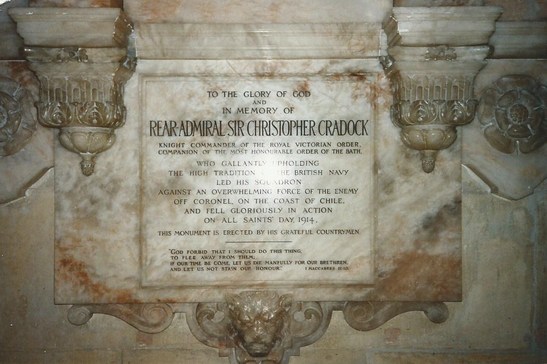 TO THE GLORY OF GOD
AND
IN MEMORY OF
REAR-ADMIRAL SIR CHRISTOPHER CRADOCK
KNIGHT COMMANDER OF THE ROYAL VICTORIAN ORDER,
COMPANION OF THE MOST HONOURABLE ORDER OF THE BATH.
WHO GALLANTLY UPHOLDING
THE HIGH TRADITION THE BRITISH NAVY
LED HIS SQUADRON
AGAINST AN OVERWHELMING FORCE OF THE ENEMY
OFF CORONEL, ON THE COAST OF CHILE,
AND FELL GLORIOUSLY IN ACTION
ON ALL SAINTS' DAY, 1914.
THIS MONUMENT IS ERECTED BY HIS GRATEFUL COUNTRYMEN.
"GOD FORBID THAT I SHOULD DO THIS THING,
TO FLEE AWAY FROM THEM:
IF OUR TIME BE COME, LET US DIE MANFULLY FOR OUR BRETHREN,
AND LET US NOT STAIN OUR HONOUR." I MACCABEES